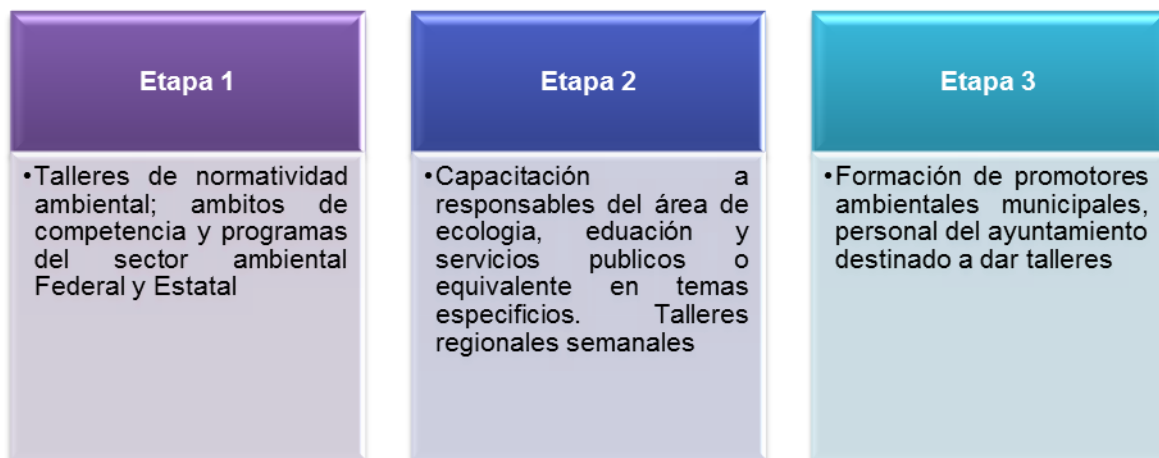 Etapa 1
•Talleres de normatividad
ambiental; ambitos de
competencia y programas
del sector ambiental
Federal y Estatal
Etapa 2
•Capacitación a
responsables del área de
ecologia, eduación y
servicios publicos o
equivalente en temas
especificios. Talleres
regionales semanales
Etapa 3
•Formación de promotores
ambientales municipales,
personal del ayuntamiento
destinado a dar talleres